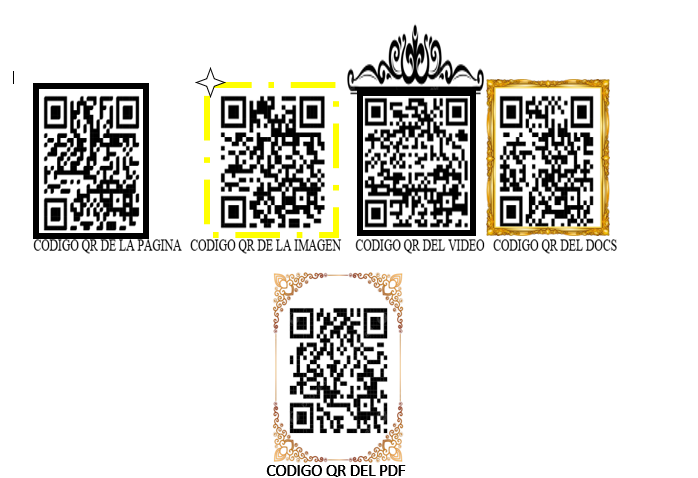 CODIGO QR DE LA PAGINA
CODIGO QR DE LA IMAGEN
CODIGO QR DEL VIDEO
CODIGO QR DEL DOCS
CODIGO QR DEL PDF